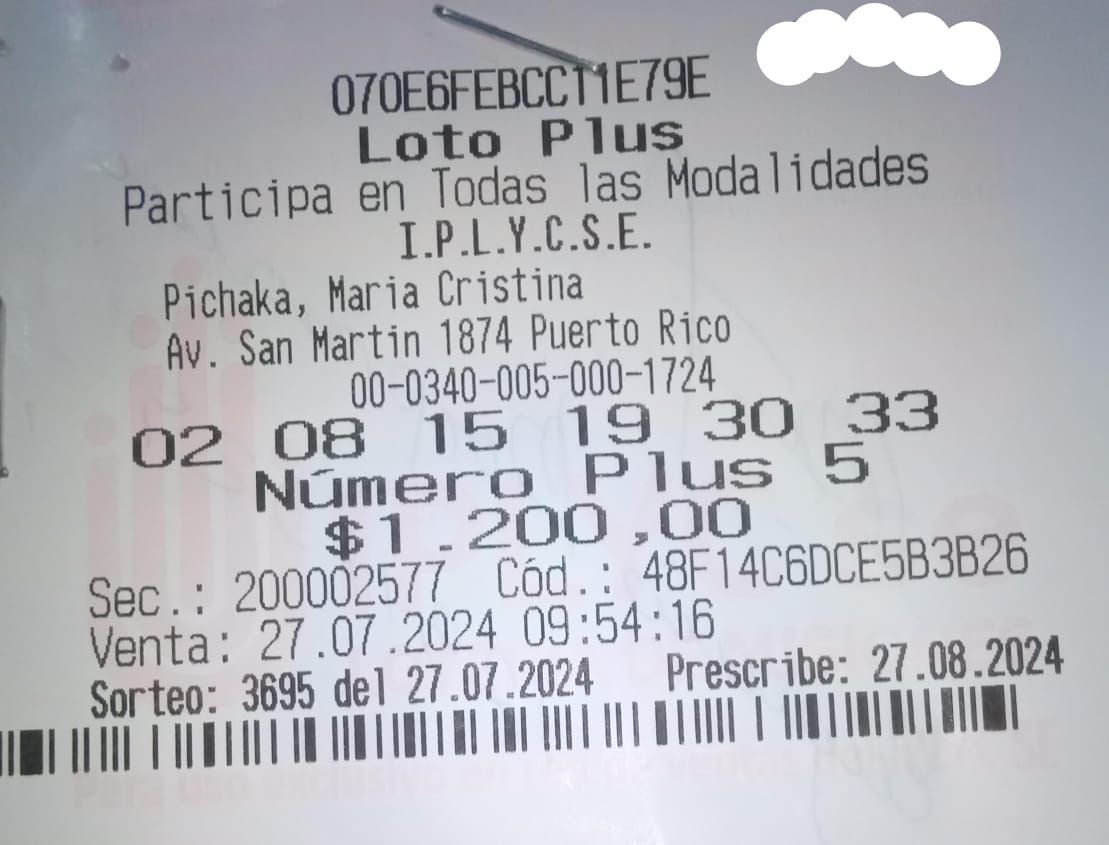 070E6FEBCC11E79E
Loto Plus
Participa en Todas las Modalidades
I.P.L.Y.C.S.E.
Pichaka, Maria Cristina
Av. San Martin 1874 Puerto Rico
00-0340-005-000-1724
02 08 15 19 30 33
Número Plus 5
$1.200,00
Sec.: 200002577 Cód.: 48F14C6DCE5B3B26
Venta: 27.07.2024 09:54:16
Sorteo: 3695 del 27.07.2024 Prescribe: 27.08.2024